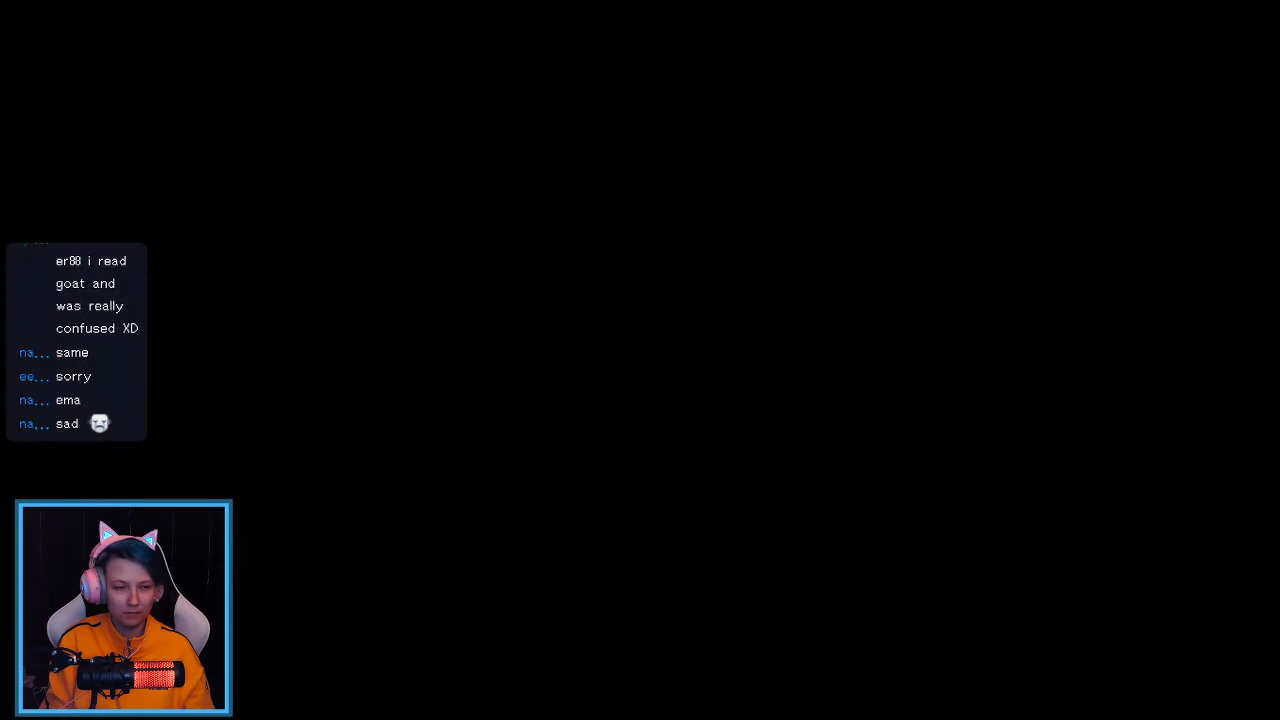 er88 i read
goat and
was really
confused XD
na... same
ee... sorry
na... ema
na... sad